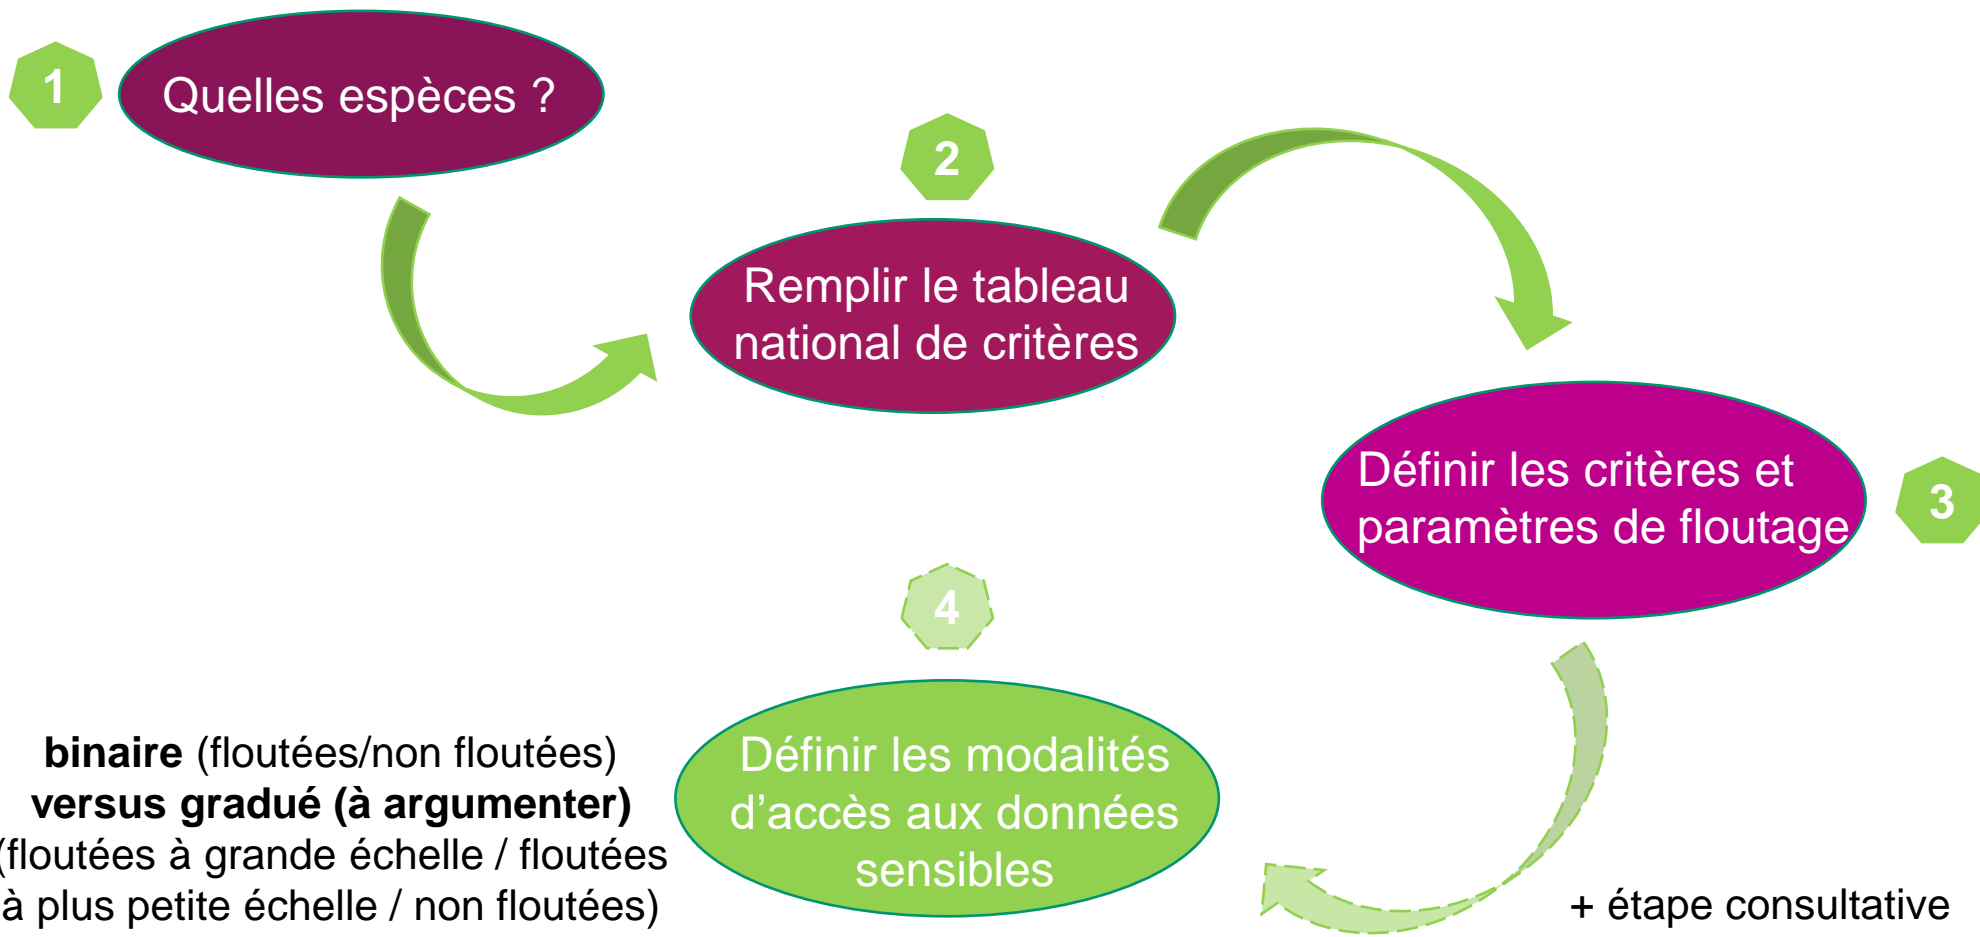 1
Quelles espèces ?
2
Remplir le tableau
national de critères
3
Définir les critères et
paramètres de floutage
4
Définir les modalités
d’accès aux données
sensibles
binaire (floutées/non floutées)
versus gradué (à argumenter)
(floutées à grande échelle / floutées
à plus petite échelle / non floutées)
+ étape consultative